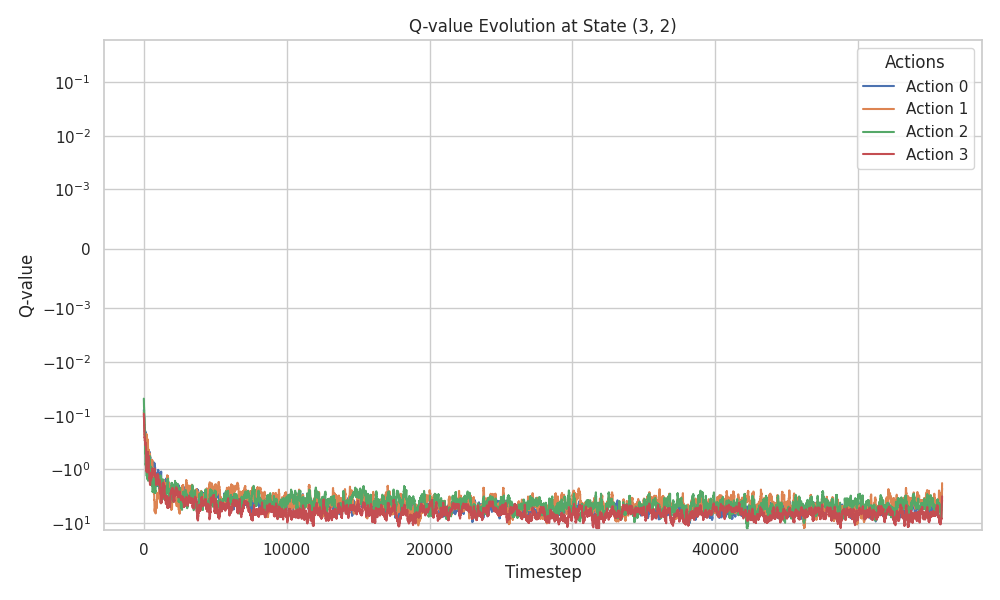 Q-value Evolution at State (3, 2)
Actions
Action 0
Action 1
Action 2
Action 3
Q-value
10⁻¹
10⁻²
10⁻³
0
−10⁻³
−10⁻²
−10⁻¹
−10⁰
−10¹
0 10000 20000 30000 40000 50000
Timestep